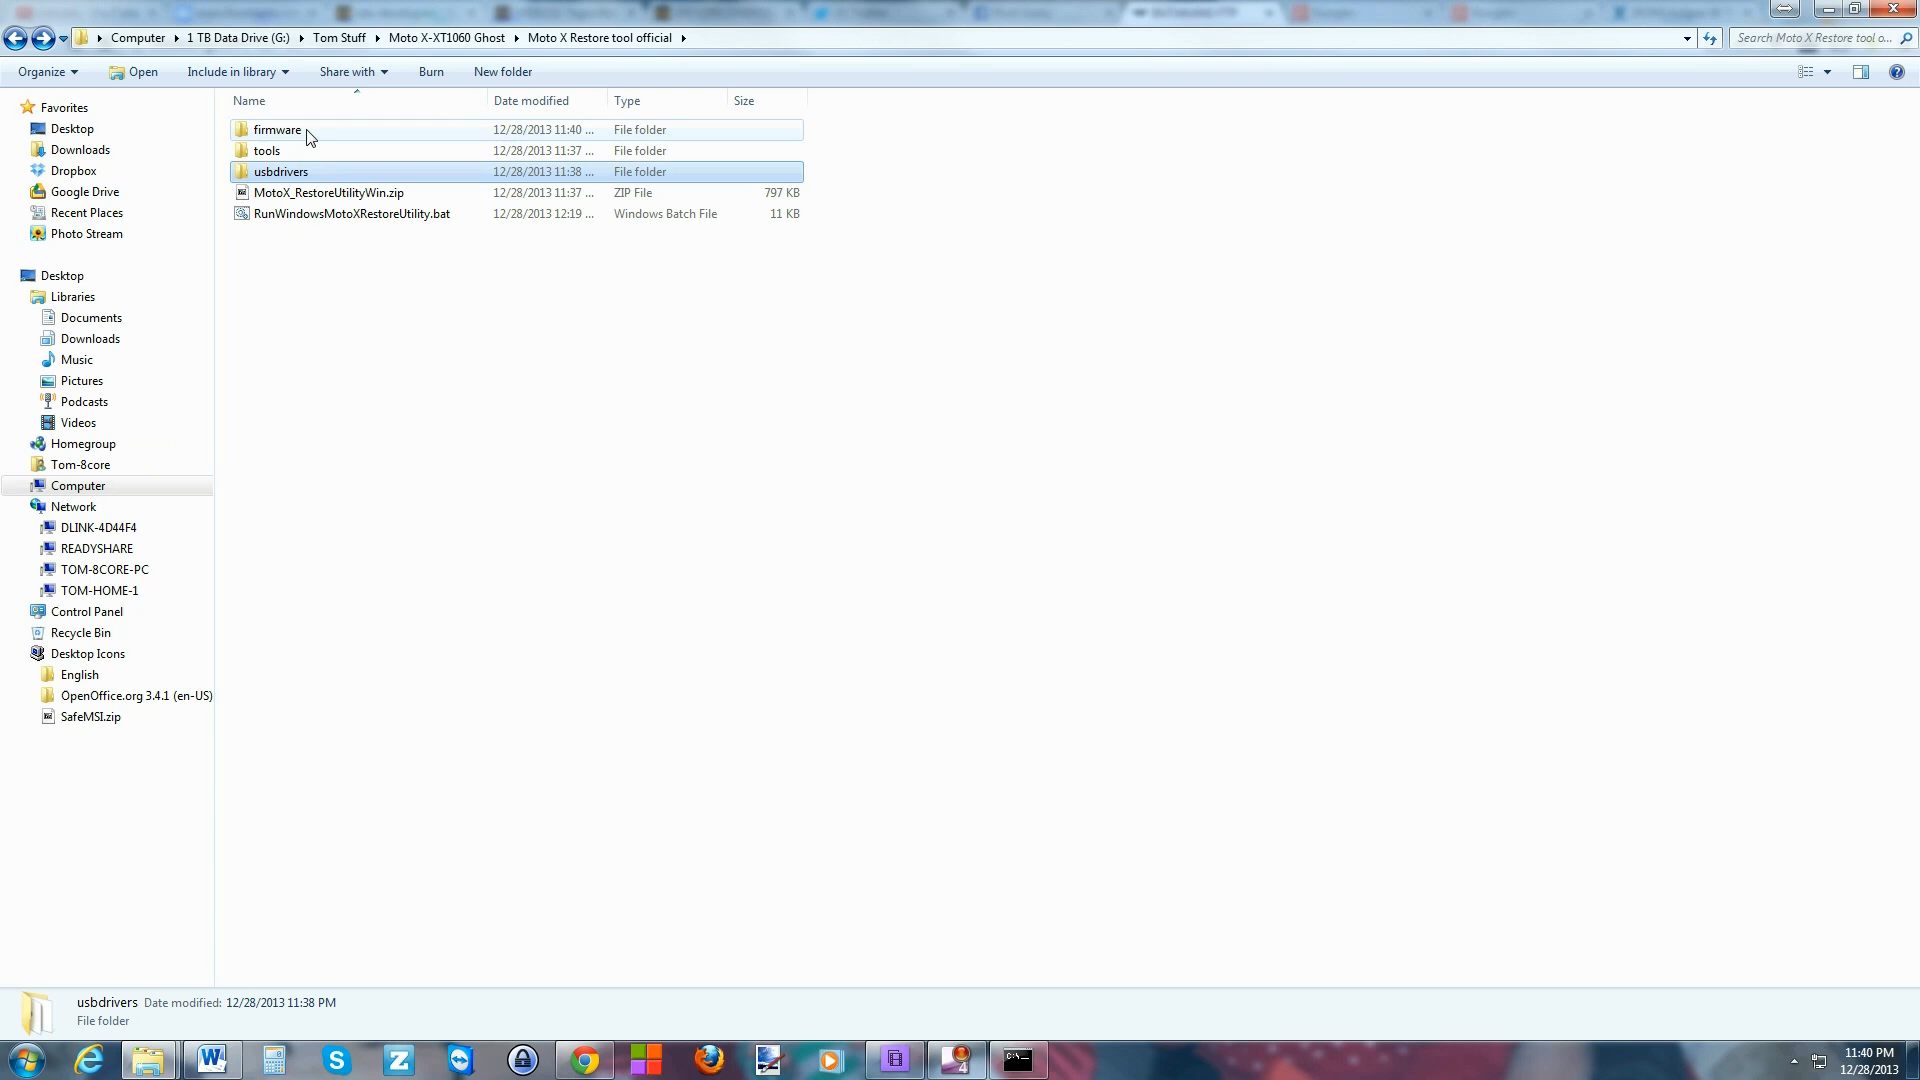 Computer 1 TB Data Drive (G:) Tom Stuff Moto X-XT1060 Ghost Moto X Restore tool official Search Moto X Restore tool o...
Organize Open Include in library Share with Burn New folder
Name Date modified Type Size
firmware 12/28/2013 11:40 ... File folder
tools 12/28/2013 11:37 ... File folder
usbdrivers 12/28/2013 11:38 ... File folder
MotoX_RestoreUtilityWin.zip 12/28/2013 11:37 ... ZIP File 797 KB
RunWindowsMotoXRestoreUtility.bat 12/28/2013 12:19 ... Windows Batch File 11 KB
Favorites
Desktop
Downloads
Dropbox
Google Drive
Recent Places
Photo Stream
Desktop
Libraries
Documents
Downloads
Music
Pictures
Podcasts
Videos
Homegroup
Tom-8core
Computer
Network
DLINK-4D44F4
READYSHARE
TOM-8CORE-PC
TOM-HOME-1
Control Panel
Recycle Bin
Desktop Icons
English
OpenOffice.org 3.4.1 (en-US)
SafeMSI.zip
usbdrivers Date modified: 12/28/2013 11:38 PM
File folder
11:40 PM
12/28/2013